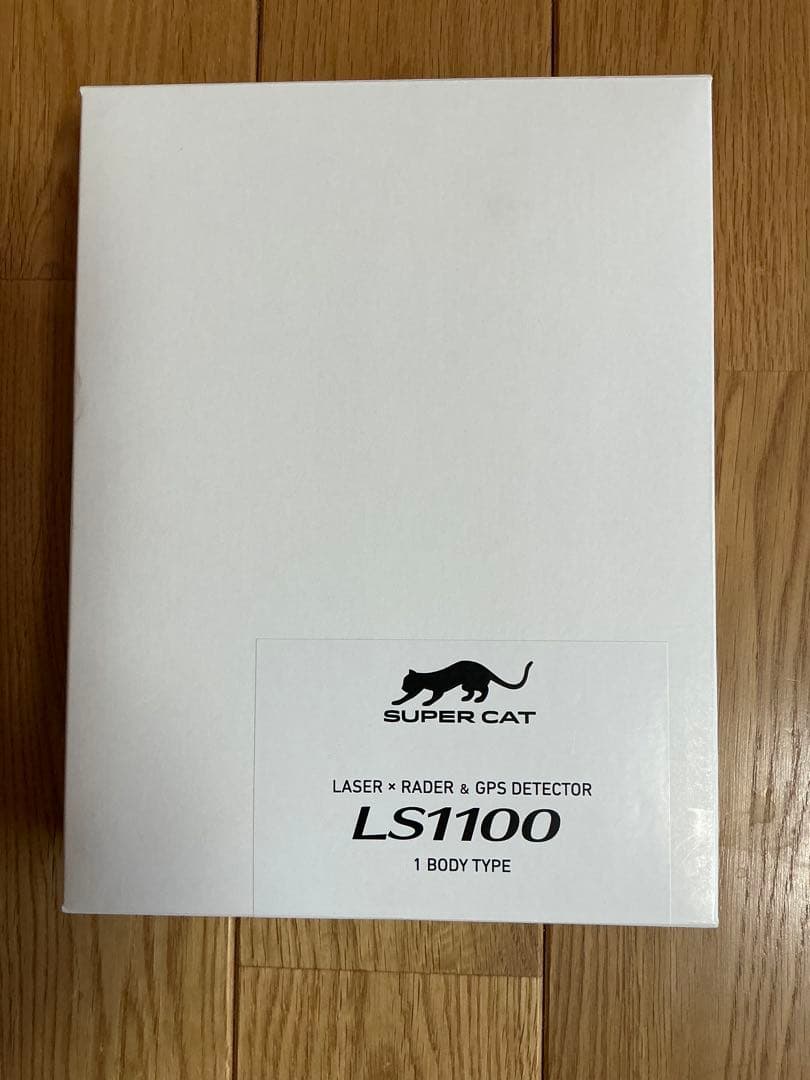 SUPER CAT
LASER × RADER & GPS DETECTOR
LS1100
1 BODY TYPE